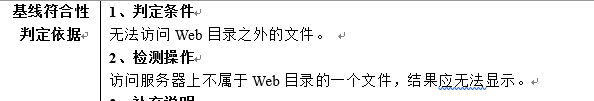 基线符合性
判定依据
1、判定条件
无法访问 Web 目录之外的文件。
2、检测操作
访问服务器上不属于 Web 目录的一个文件，结果应无法显示。